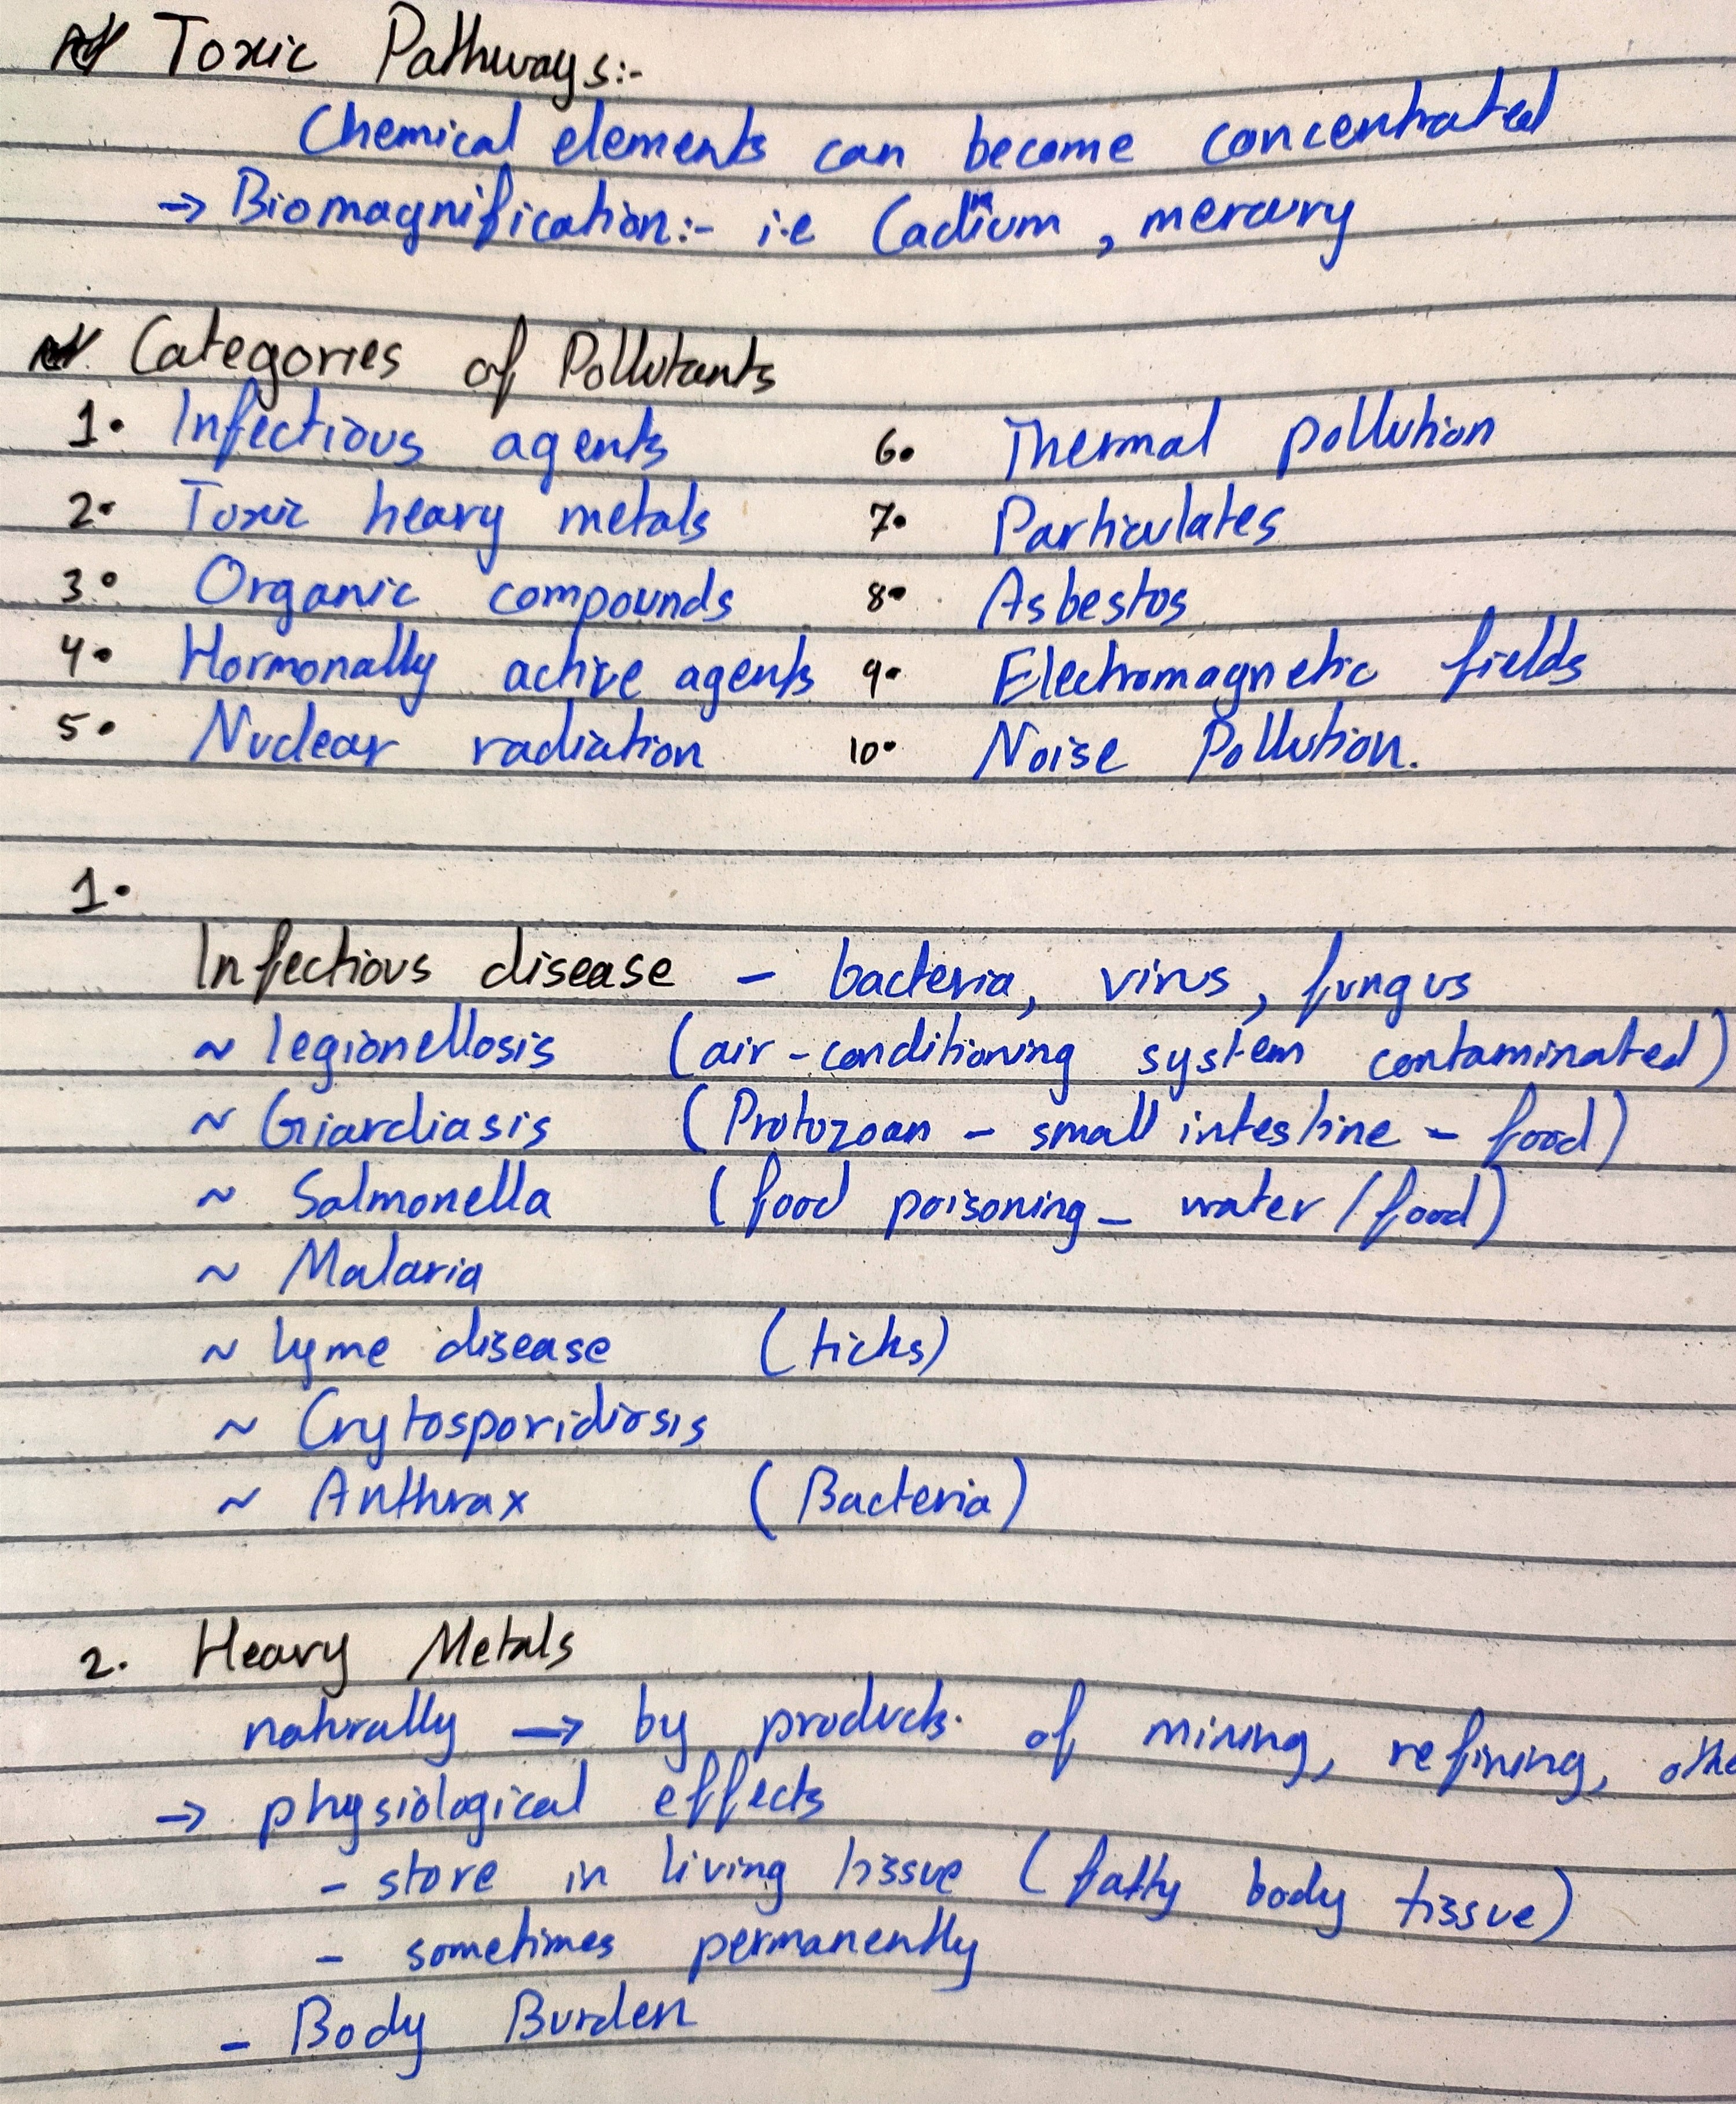 Toxic Pathways:-
Chemical elements can become concentrated
→ Biomagnification:- i.e Cadmium, mercury
Categories of Pollutants
1. Infectious agents 6. Thermal pollution
2. Toxic heavy metals 7. Particulates
3. Organic compounds 8. Asbestos
4. Hormonally active agents 9. Electromagnetic fields
5. Nuclear radiation 10. Noise Pollution.
1.
Infectious disease - bacteria, virus, fungus
~ legionellosis (air-conditioning system contaminated)
~ Giardiasis (Protozoan - small intestine - food)
~ Salmonella (food poisoning - water/food)
~ Malaria
~ Lyme disease (ticks)
~ Crytosporidiosis
~ Anthrax (Bacteria)
2. Heavy Metals
naturally → by products of mining, refining,
→ physiological effects
- store in living tissue (fatty body tissue)
- sometimes permanently
- Body Burden